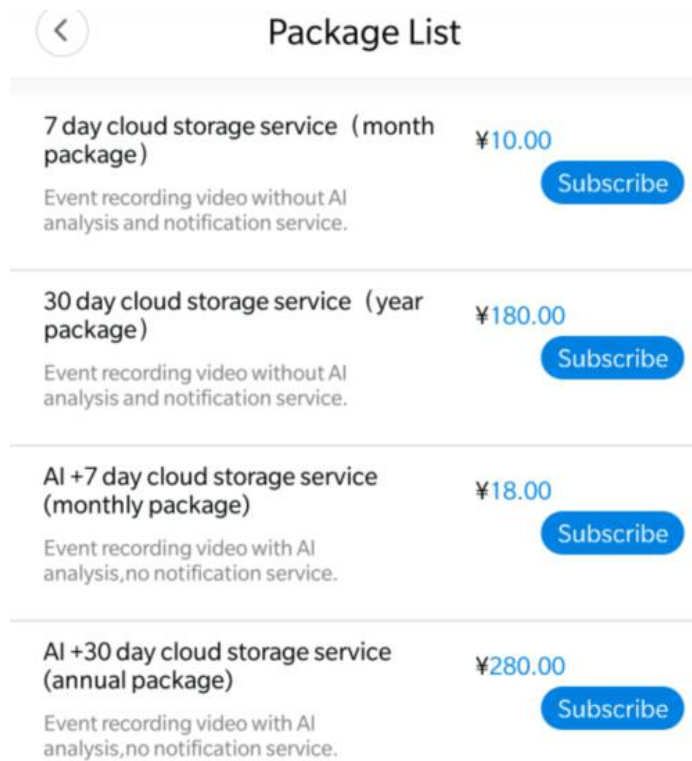 Package List
7 day cloud storage service（month
package）
¥10.00
Subscribe
Event recording video without AI
analysis and notification service.
30 day cloud storage service（year
package）
¥180.00
Subscribe
Event recording video without AI
analysis and notification service.
AI +7 day cloud storage service
(monthly package)
¥18.00
Subscribe
Event recording video with AI
analysis,no notification service.
AI +30 day cloud storage service
(annual package)
¥280.00
Subscribe
Event recording video with AI
analysis,no notification service.